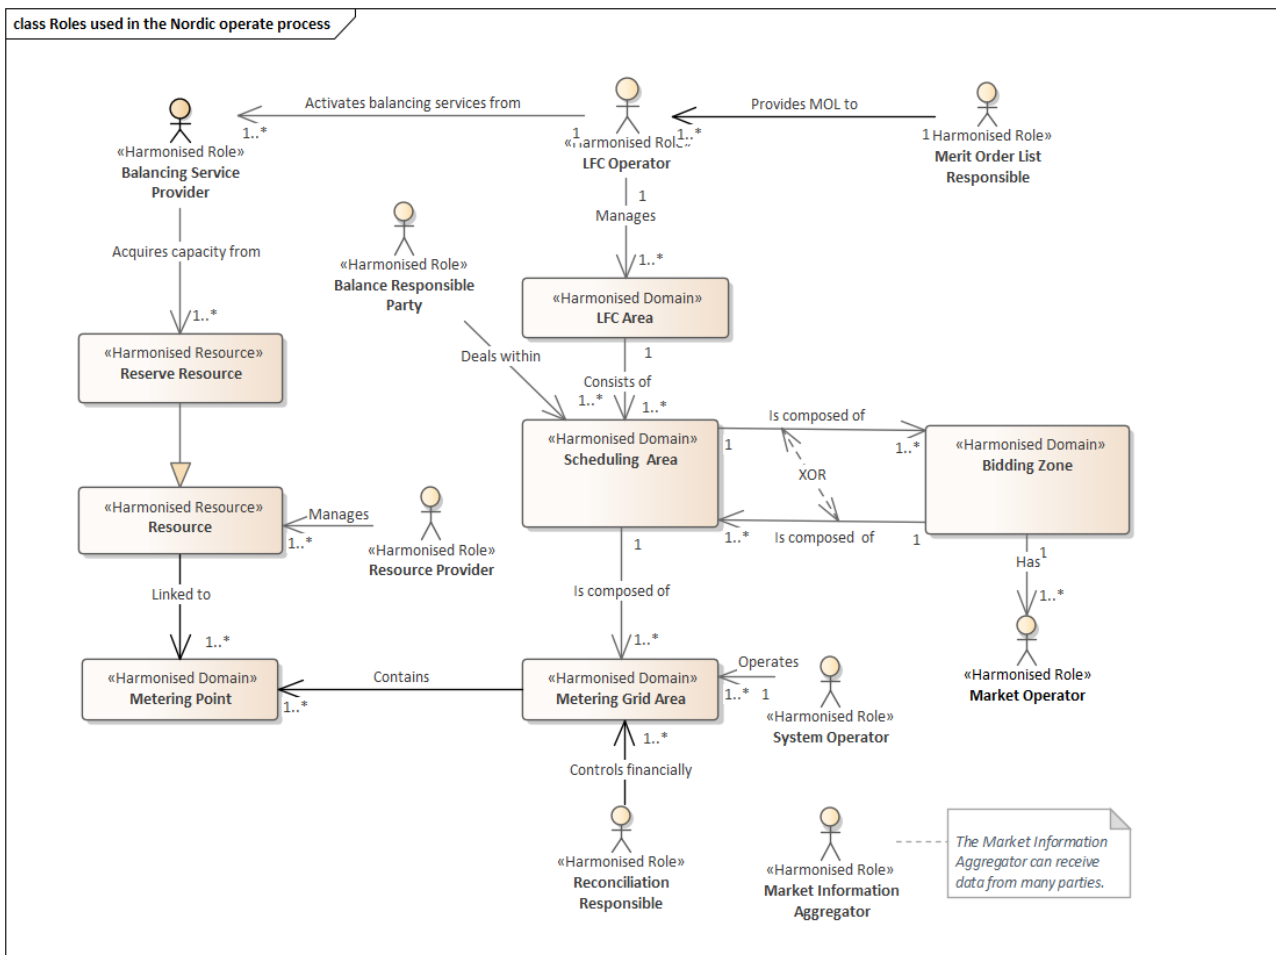 class Roles used in the Nordic operate process
Activates balancing services from
1..*
1
Provides MOL to
1..*
1
«Harmonised Role»
Balancing Service
Provider
«Harmonised Role»
LFC Operator
«Harmonised Role»
Merit Order List
Responsible
1
Manages
1..*
Acquires capacity from
1..*
«Harmonised Role»
Balance Responsible
Party
«Harmonised Domain»
LFC Area
Deals within
1..*
1
Consists of
1..*
«Harmonised Resource»
Reserve Resource
«Harmonised Domain»
Scheduling Area
Is composed of
1
1..*
XOR
«Harmonised Domain»
Bidding Zone
1..*
Is composed of
1
«Harmonised Resource»
Resource
Manages
1..*
«Harmonised Role»
Resource Provider
1
Is composed of
1..*
1
Has
1..*
Linked to
1..*
«Harmonised Domain»
Metering Point
Contains
1..*
«Harmonised Domain»
Metering Grid Area
Operates
1..*
1
«Harmonised Role»
System Operator
«Harmonised Role»
Market Operator
1..*
Controls financially
«Harmonised Role»
Reconciliation
Responsible
«Harmonised Role»
Market Information
Aggregator
The Market Information
Aggregator can receive
data from many parties.